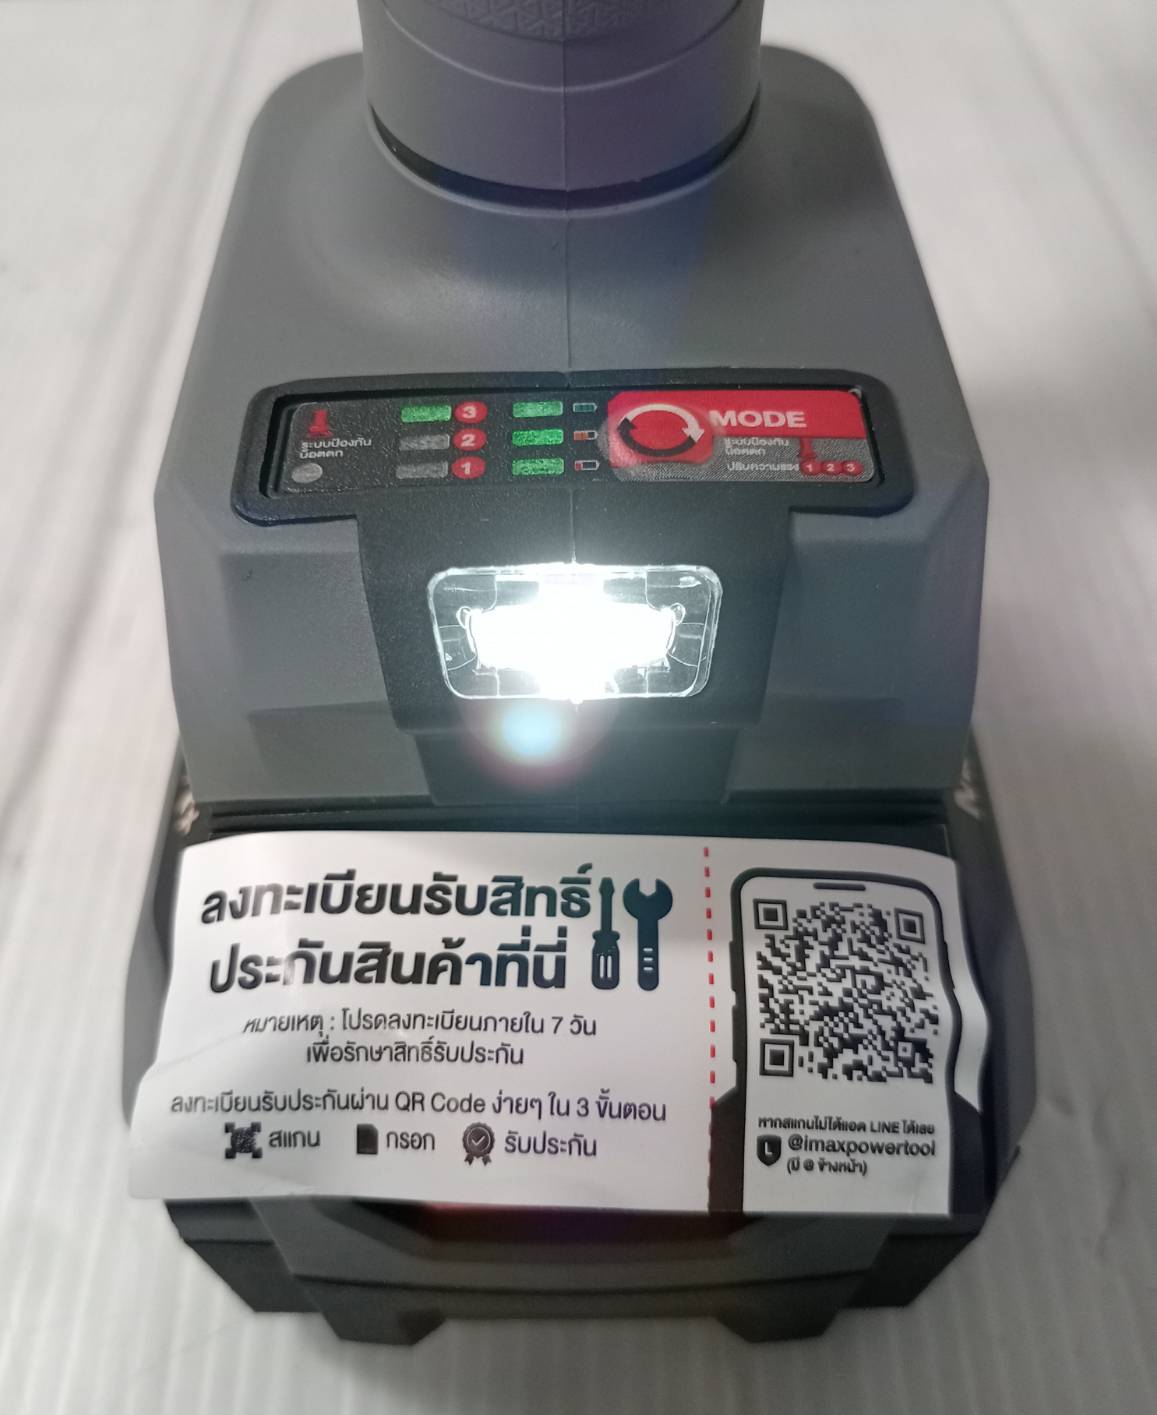 ระบบป้องกัน
น็อตตก
3
2
1
MODE
ระบบป้องกัน
น็อตตก
ปรับความแรง 1 2 3
ลงทะเบียนรับสิทธิ์
ประกันสินค้าที่นี่
หมายเหตุ : โปรดลงทะเบียนภายใน 7 วัน
เพื่อรักษาสิทธิ์รับประกัน
ลงทะเบียนรับประกันผ่าน QR Code ง่ายๆ ใน 3 ขั้นตอน
สแกน กรอก รับประกัน
หากสแกนไม่ได้แอด LINE ได้เลย
@imaxpowertool
(มี @ ข้างหน้า)